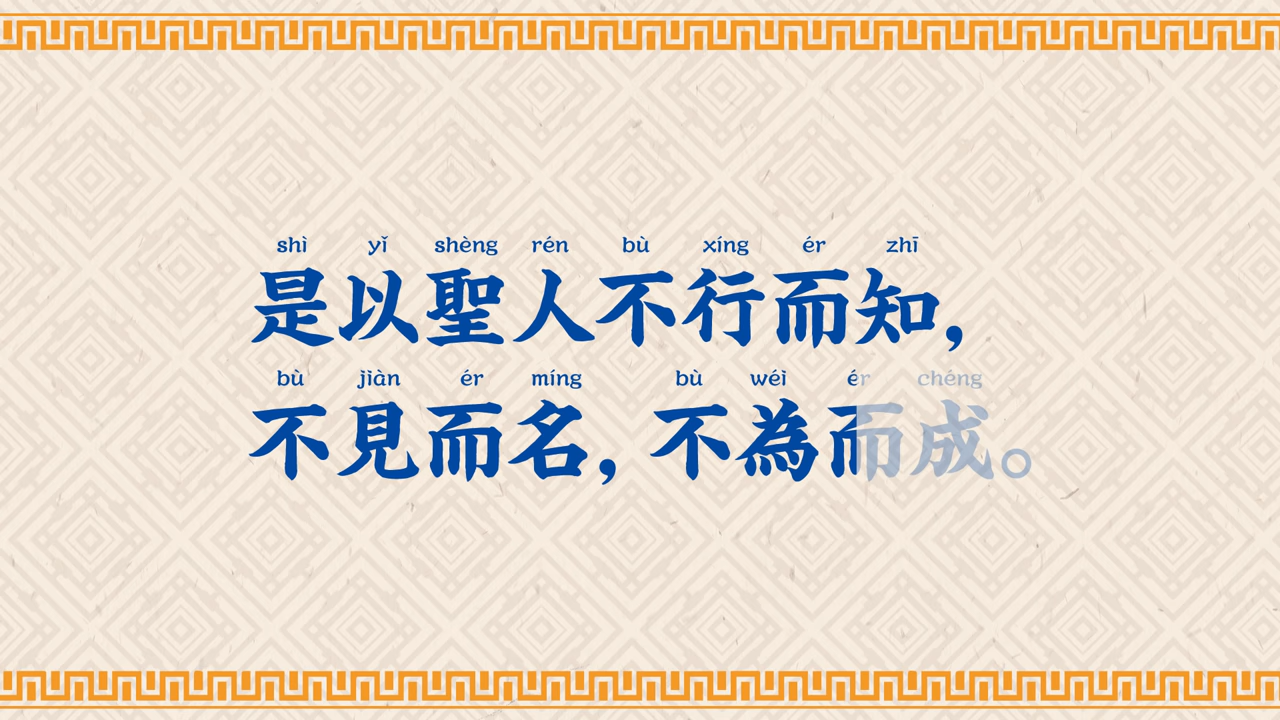 shì yǐ shèng rén bù xíng ér zhī
是以聖人不行而知，
bù jiàn ér míng bù wéi ér chéng
不見而名，不為而成。